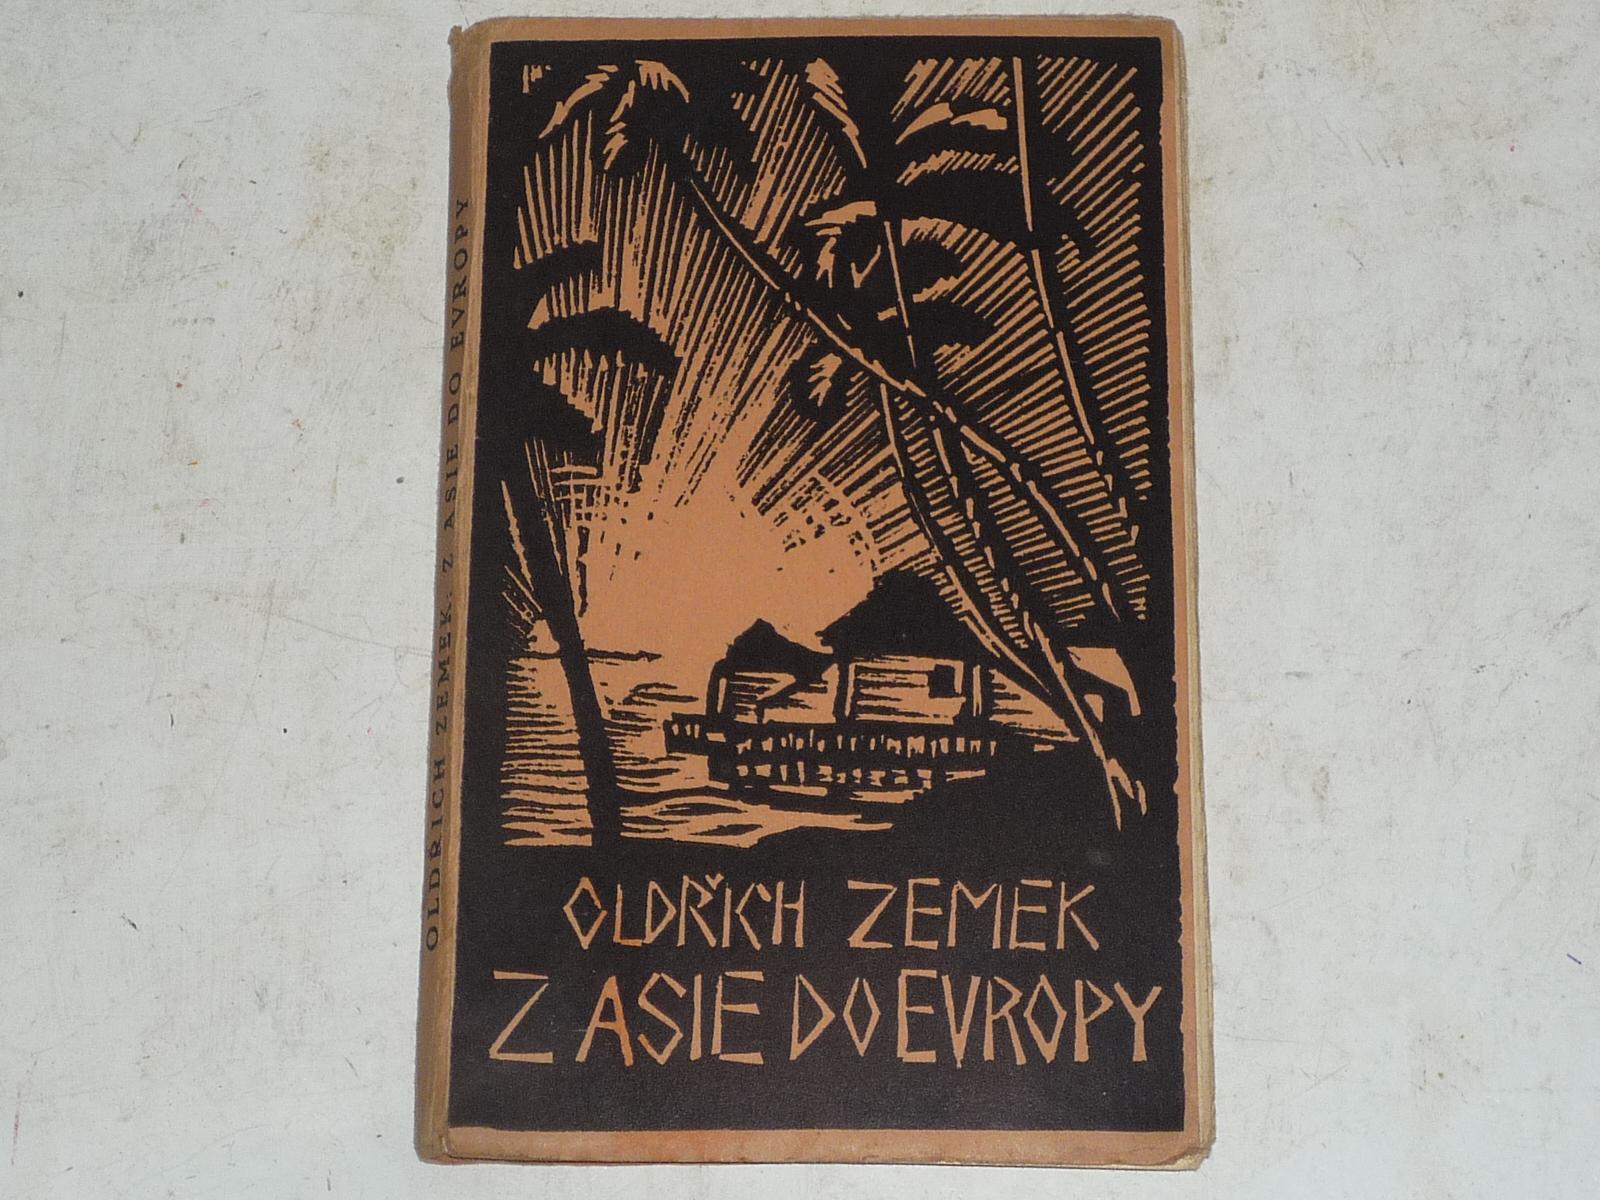 OLDŘICH ZEMEK: Z ASIE DO EVROPY
OLDŘICH ZEMEK
Z ASIE DO EVROPY